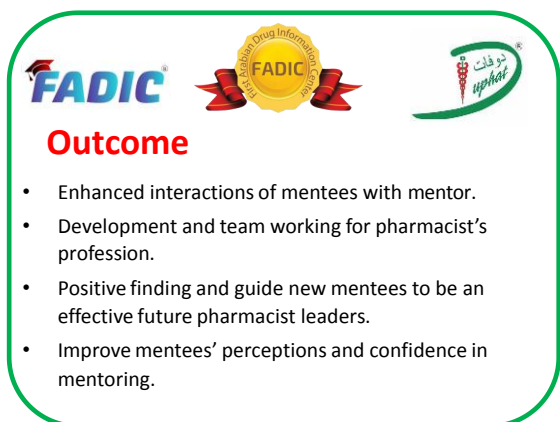 FADIC
First Arabian Drug Information Center
FADIC
دوفات
Duphat
Outcome
• Enhanced interactions of mentees with mentor.
• Development and team working for pharmacist’s
profession.
• Positive finding and guide new mentees to be an
effective future pharmacist leaders.
• Improve mentees’ perceptions and confidence in
mentoring.